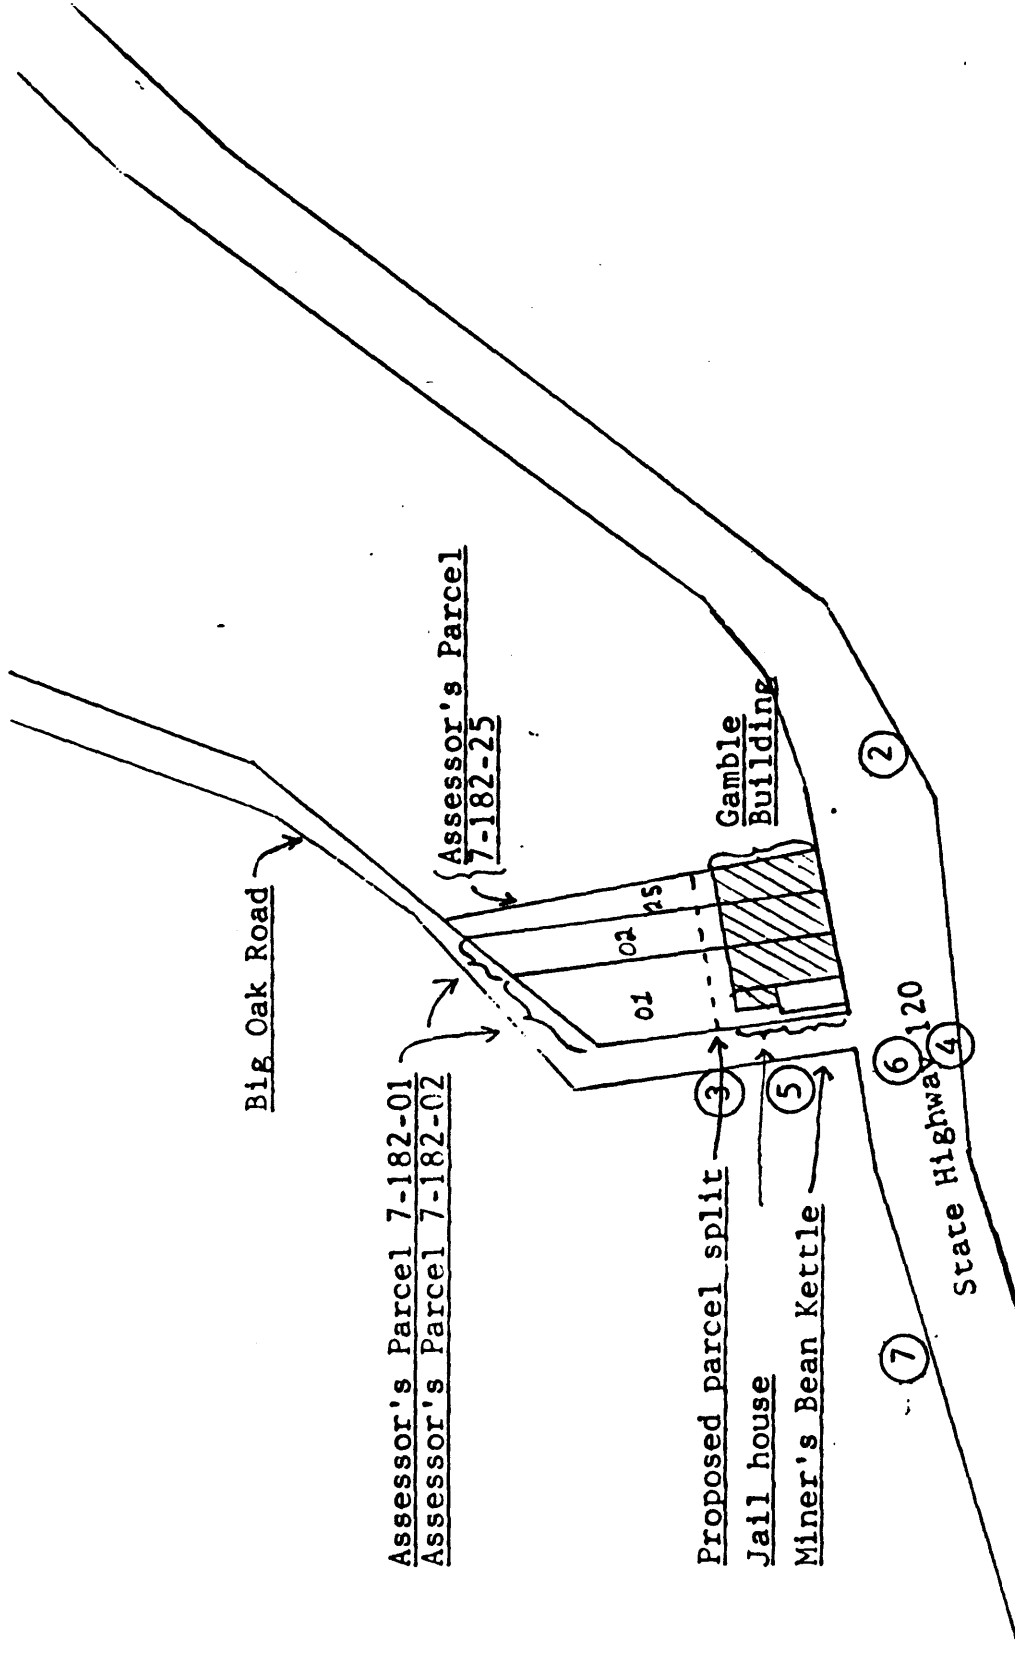 Big Oak Road
Assessor's Parcel 7-182-01
Assessor's Parcel 7-182-02
Assessor's Parcel
7-182-25
01
02
25
Gamble
Building
Proposed parcel split
Jail house
Miner's Bean Kettle
3
5
2
6
4
7
State Highway 120